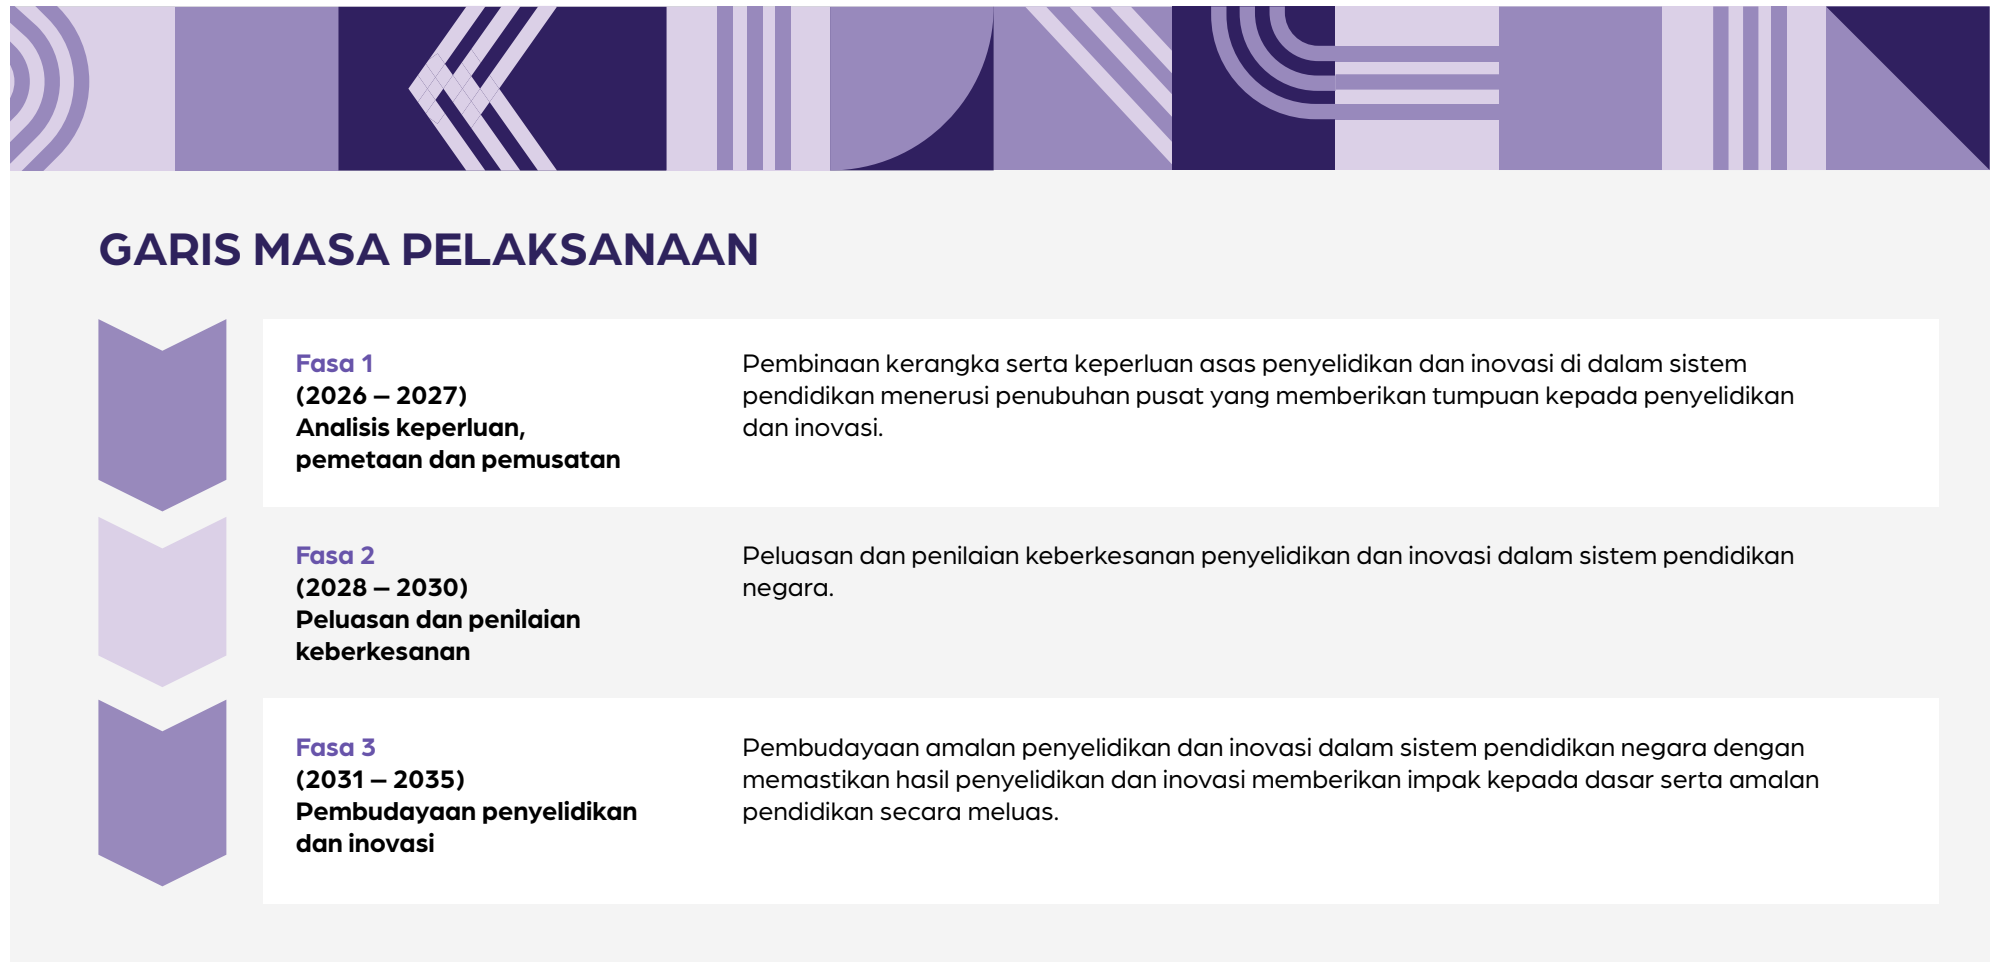 GARIS MASA PELAKSANAAN
Fasa 1
(2026 – 2027)
Analisis keperluan,
pemetaan dan pemusatan
Pembinaan kerangka serta keperluan asas penyelidikan dan inovasi di dalam sistem
pendidikan menerusi penubuhan pusat yang memberikan tumpuan kepada penyelidikan
dan inovasi.
Fasa 2
(2028 – 2030)
Peluasan dan penilaian
keberkesanan
Peluasan dan penilaian keberkesanan penyelidikan dan inovasi dalam sistem pendidikan
negara.
Fasa 3
(2031 – 2035)
Pembudayaan penyelidikan
dan inovasi
Pembudayaan amalan penyelidikan dan inovasi dalam sistem pendidikan negara dengan
memastikan hasil penyelidikan dan inovasi memberikan impak kepada dasar serta amalan
pendidikan secara meluas.